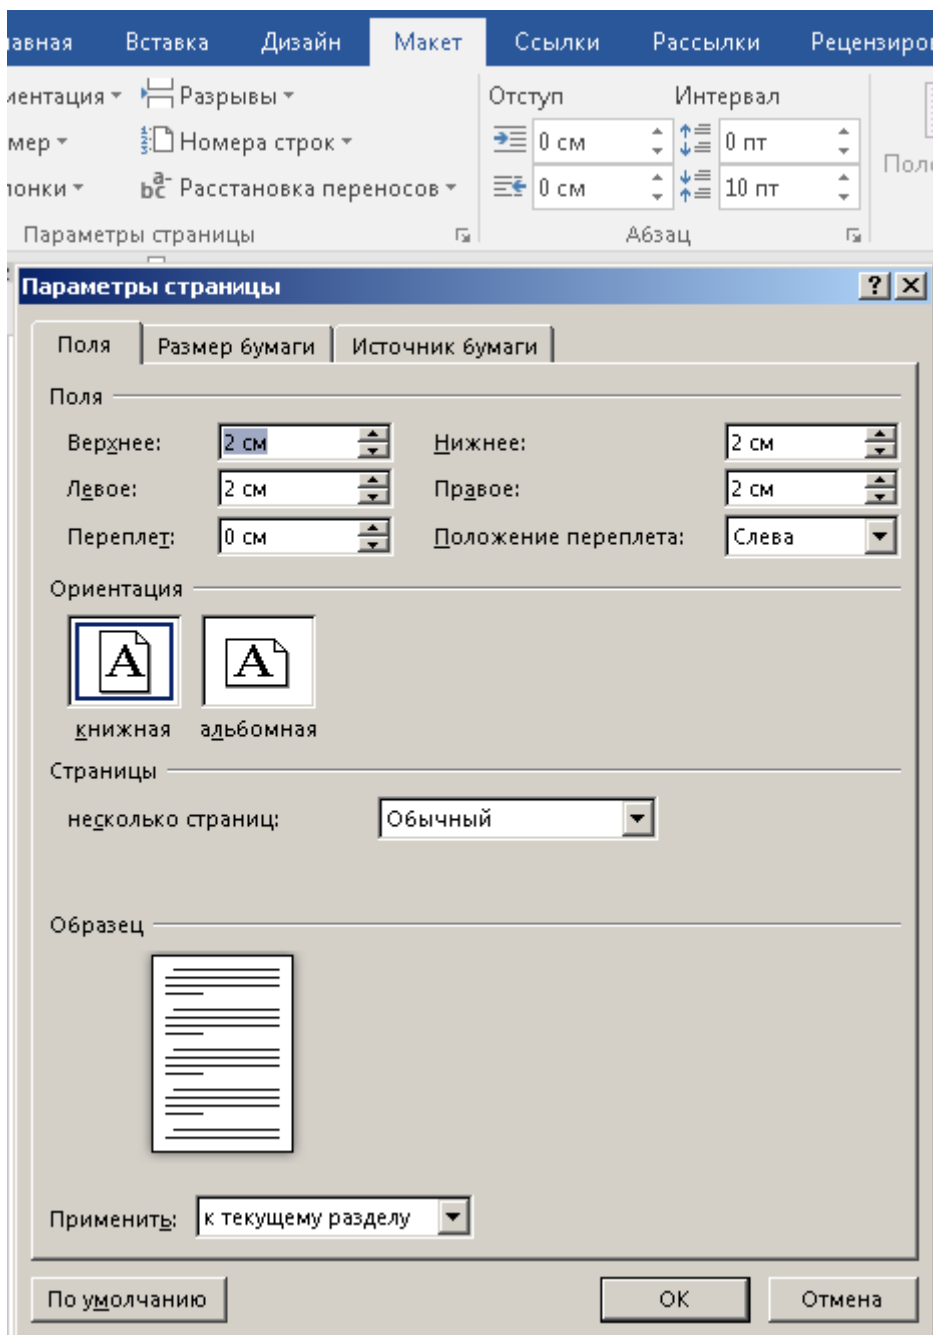 лавная Вставка Дизайн Макет Ссылки Рассылки Рецензиро
иентация Разрывы Отступ Интервал
мер Номера строк 0 см 0 пт
лонки Расстановка переносов 0 см 10 пт Поло
Параметры страницы Абзац
Параметры страницы
Поля Размер бумаги Источник бумаги
Поля
Верхнее: 2 см Нижнее: 2 см
Левое: 2 см Правое: 2 см
Переплет: 0 см Положение переплета: Слева
Ориентация
A A
книжная альбомная
Страницы
несколько страниц: Обычный
Образец
Применить: к текущему разделу
По умолчанию ОК Отмена